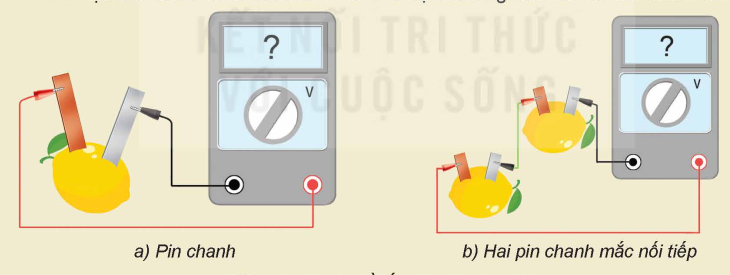 KẾT NỐI TRI THỨC
VỚI CUỘC SỐNG
?
V
?
V
a) Pin chanh
b) Hai pin chanh mắc nối tiếp